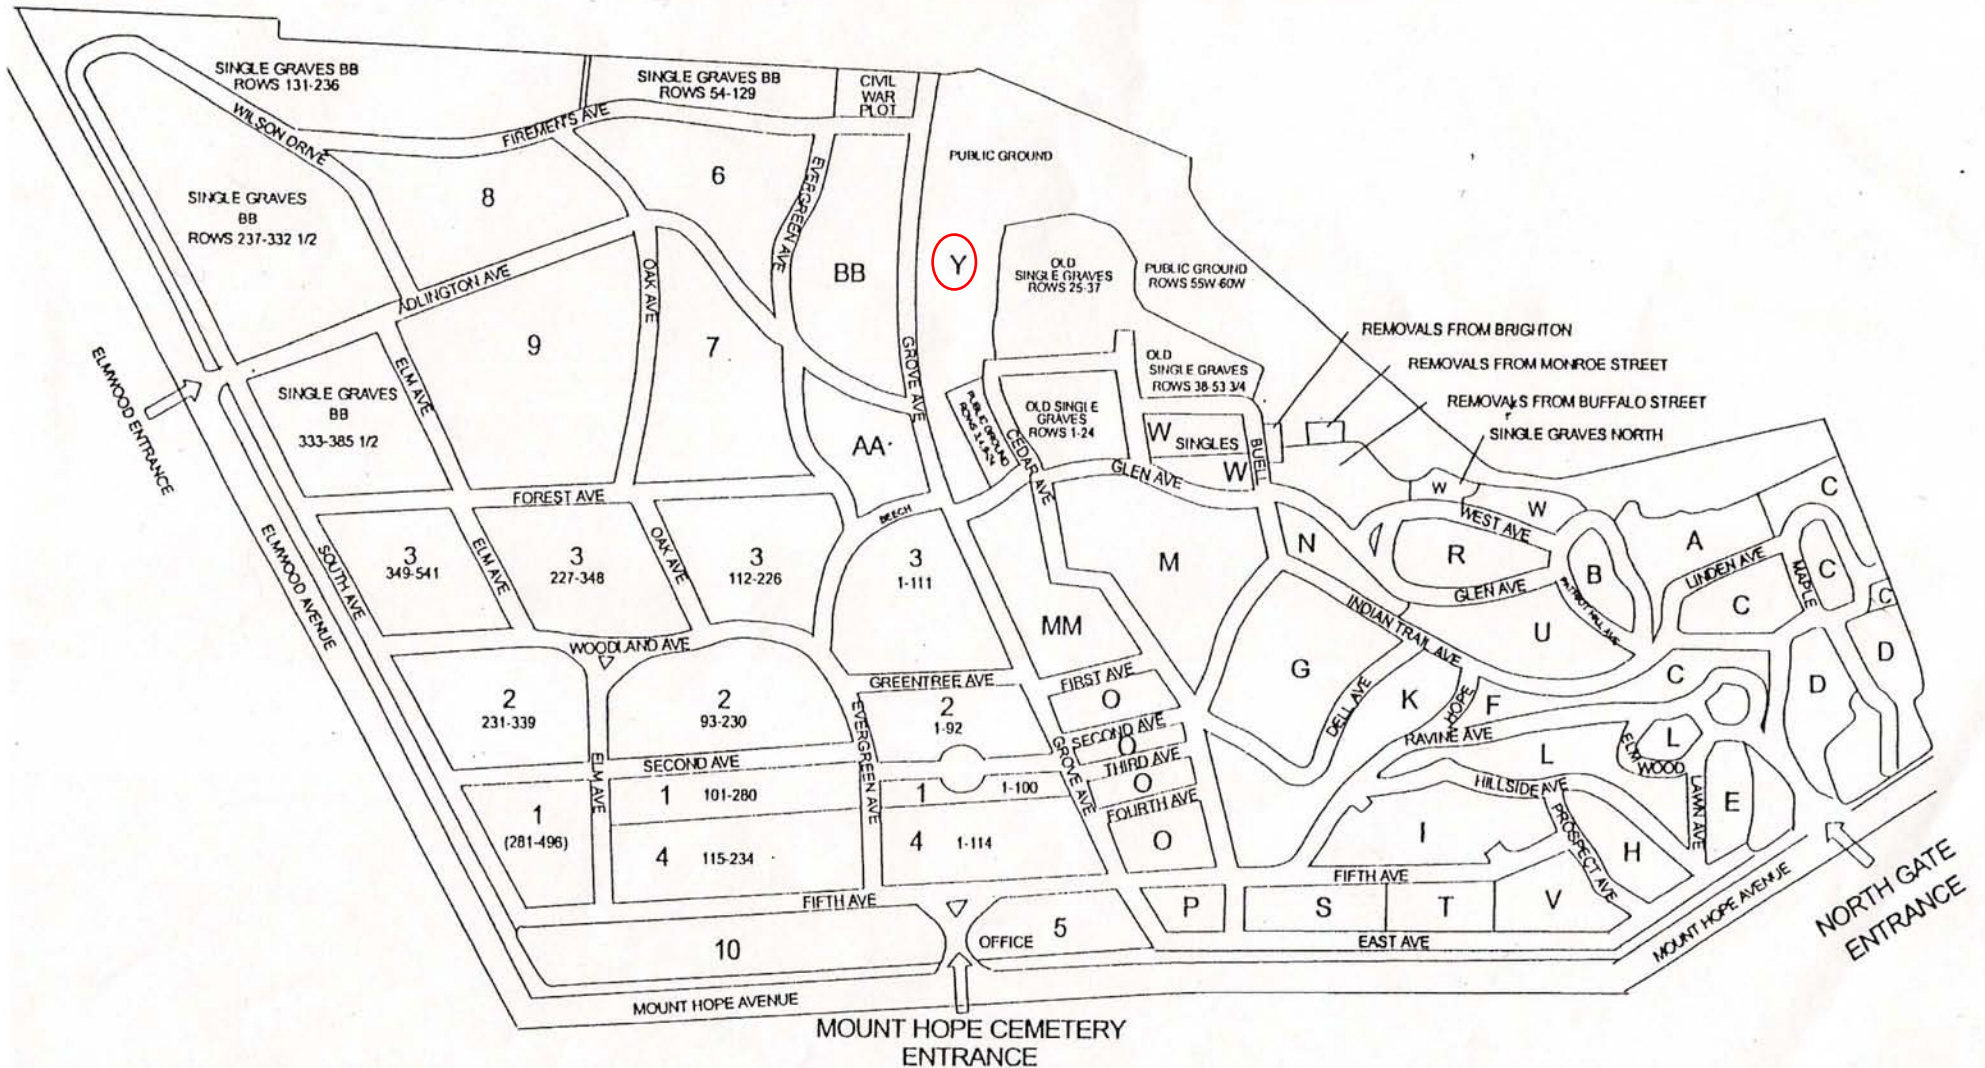 SINGLE GRAVES BB
ROWS 131-236
SINGLE GRAVES BB
ROWS 54-129
CIVIL
WAR
PLOT
WILSON DRIVE
FIREMEN'S AVE
PUBLIC GROUND
SINGLE GRAVES
BB
ROWS 237-332 1/2
8
6
EVERGREEN AVE
BB
Y
OLD
SINGLE GRAVES
ROWS 25-37
PUBLIC GROUND
ROWS 55W-60W
ADLINGTON AVE
OAK AVE
9
7
GROVE AVE
ELMWOOD ENTRANCE
ELM AVE
SINGLE GRAVES
BB
333-385 1/2
REMOVALS FROM BRIGHTON
REMOVALS FROM MONROE STREET
REMOVALS FROM BUFFALO STREET
SINGLE GRAVES NORTH
OLD
SINGLE GRAVES
ROWS 38-53 3/4
OLD SINGLE
GRAVES
ROWS 1-24
PUBLIC GROUND
CEDAR AVE
W
SINGLES
W
BUELL
AA
GLEN AVE
FOREST AVE
BEECH
W
W
WEST AVE
C
A
ELMWOOD AVENUE
SOUTH AVE
3
349-541
ELM AVE
3
227-348
OAK AVE
3
112-226
3
1-111
M
N
R
B
LINDEN AVE
MAPLE
C
C
C
GLEN AVE
PATRIOT HILL AVE
INDIAN TRAIL AVE
U
MM
WOODLAND AVE
GREENTREE AVE
FIRST AVE
G
DELL AVE
K
HOPE
F
C
D
D
2
231-339
2
93-230
EVERGREEN AVE
2
1-92
O
SECOND AVE
O
GROVE AVE
THIRD AVE
O
FOURTH AVE
O
RAVINE AVE
L
ELM
WOOD
L
LAWN AVE
E
HILLSIDE AVE
PROSPECT AVE
SECOND AVE
ELM AVE
1
(281-496)
1 101-280
1 1-100
4 115-234
4 1-114
I
H
FIFTH AVE
FIFTH AVE
P
S
T
V
EAST AVE
10
OFFICE
5
MOUNT HOPE AVENUE
MOUNT HOPE AVENUE
NORTH GATE
ENTRANCE
MOUNT HOPE CEMETERY
ENTRANCE